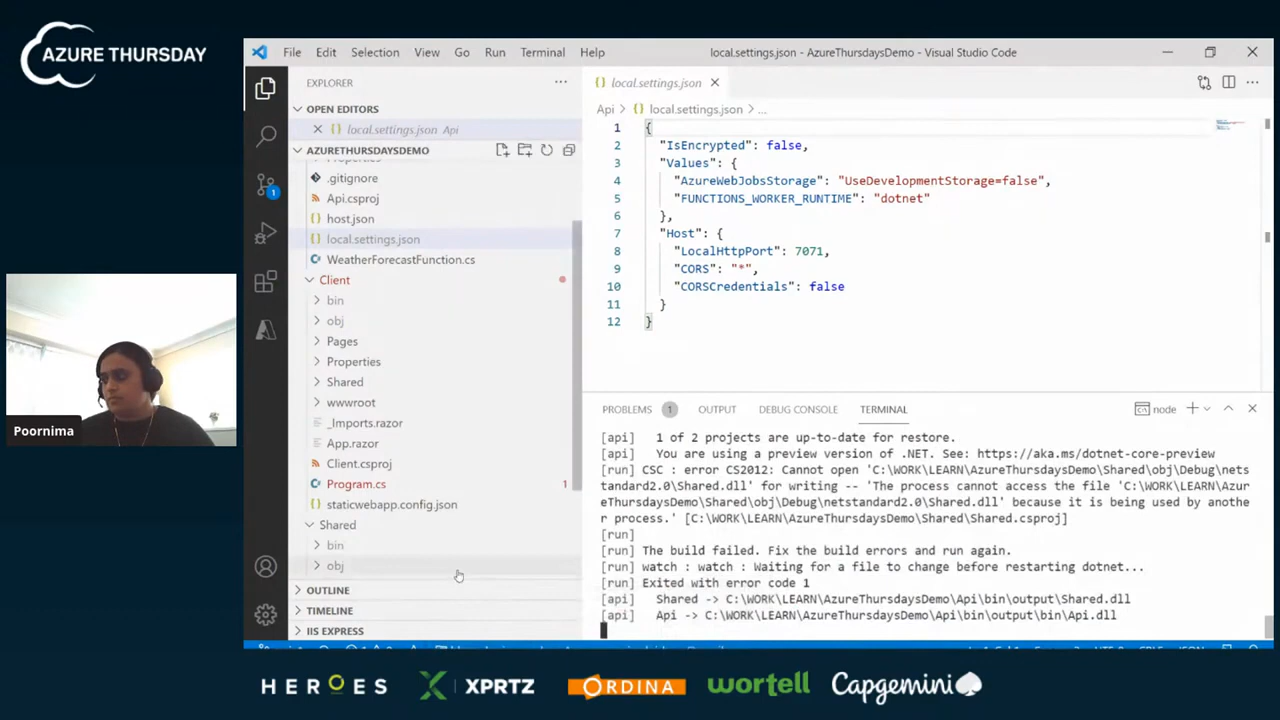 AZURE THURSDAY
File Edit Selection View Go Run Terminal Help
local.settings.json - AzureThursdaysDemo - Visual Studio Code
EXPLORER
OPEN EDITORS
local.settings.json Api
AZURETHURSDAYSDEMO
Properties
.gitignore
Api.csproj
host.json
local.settings.json
WeatherForecastFunction.cs
Client
bin
obj
Pages
Properties
Shared
wwwroot
_Imports.razor
App.razor
Client.csproj
Program.cs 1
staticwebapp.config.json
Shared
bin
obj
OUTLINE
TIMELINE
IIS EXPRESS
1
local.settings.json
Api > local.settings.json > ...
1 {
2 "IsEncrypted": false,
3 "Values": {
4 "AzureWebJobsStorage": "UseDevelopmentStorage=false",
5 "FUNCTIONS_WORKER_RUNTIME": "dotnet"
6 },
7 "Host": {
8 "LocalHttpPort": 7071,
9 "CORS": "*",
10 "CORSCredentials": false
11 }
12 }
PROBLEMS 1 OUTPUT DEBUG CONSOLE TERMINAL node
[api] 1 of 2 projects are up-to-date for restore.
[api] You are using a preview version of .NET. See: https://aka.ms/dotnet-core-preview
[run] CSC : error CS2012: Cannot open 'C:\WORK\LEARN\AzureThursdaysDemo\Shared\obj\Debug\nets
tandard2.0\Shared.dll' for writing -- 'The process cannot access the file 'C:\WORK\LEARN\Azur
eThursdaysDemo\Shared\obj\Debug\netstandard2.0\Shared.dll' because it is being used by anothe
r process.' [C:\WORK\LEARN\AzureThursdaysDemo\Shared\Shared.csproj]
[run]
[run] The build failed. Fix the build errors and run again.
[run] watch : watch : Waiting for a file to change before restarting dotnet...
[run] Exited with error code 1
[api] Shared -> C:\WORK\LEARN\AzureThursdaysDemo\Api\bin\output\Shared.dll
[api] Api -> C:\WORK\LEARN\AzureThursdaysDemo\Api\bin\output\bin\Api.dll
Poornima
HEROES XPRTZ ORDINA wortell Capgemini